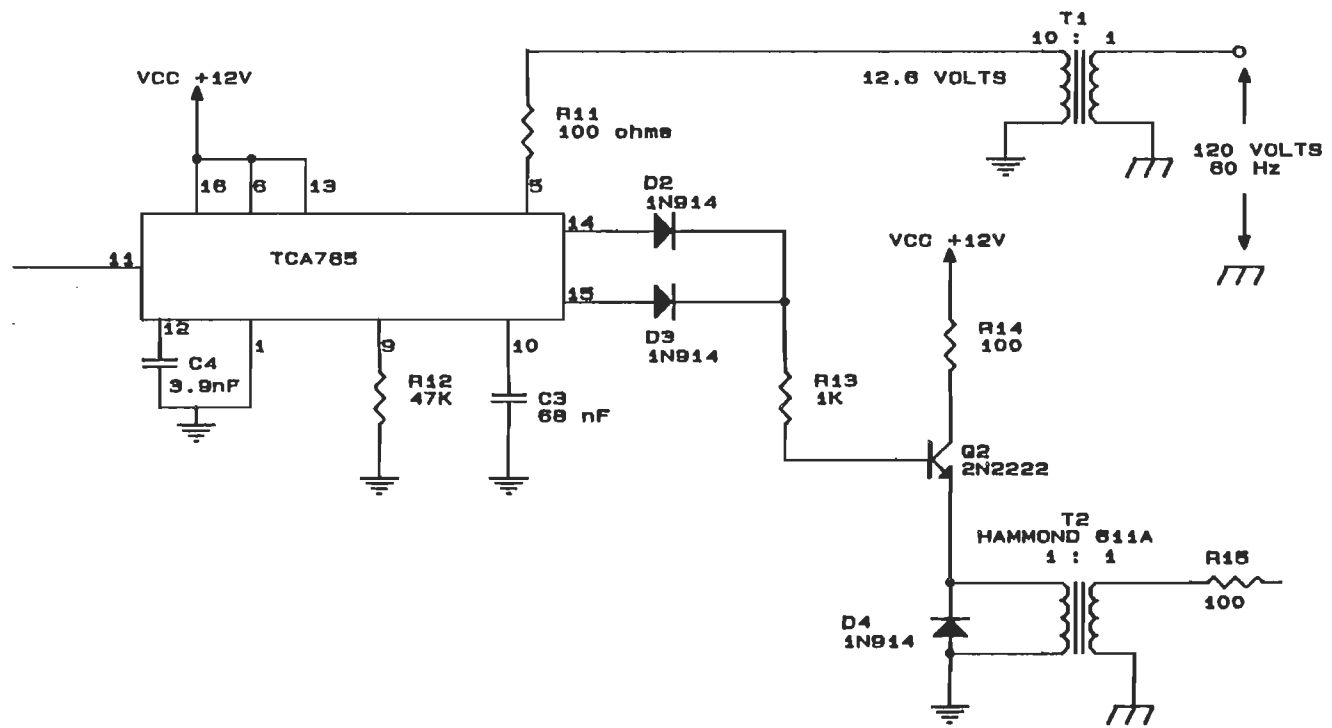 T1
10 : 1
VCC +12V
12.6 VOLTS
R11
100 ohms
120 VOLTS
60 Hz
16
6
13
5
D2
1N914
14
VCC +12V
11
TCA785
15
R14
100
12
1
9
10
D3
1N914
C4
3.9nF
R12
47K
C3
68 nF
R13
1K
Q2
2N2222
T2
HAMMOND 611A
1 : 1
R15
100
D4
1N914